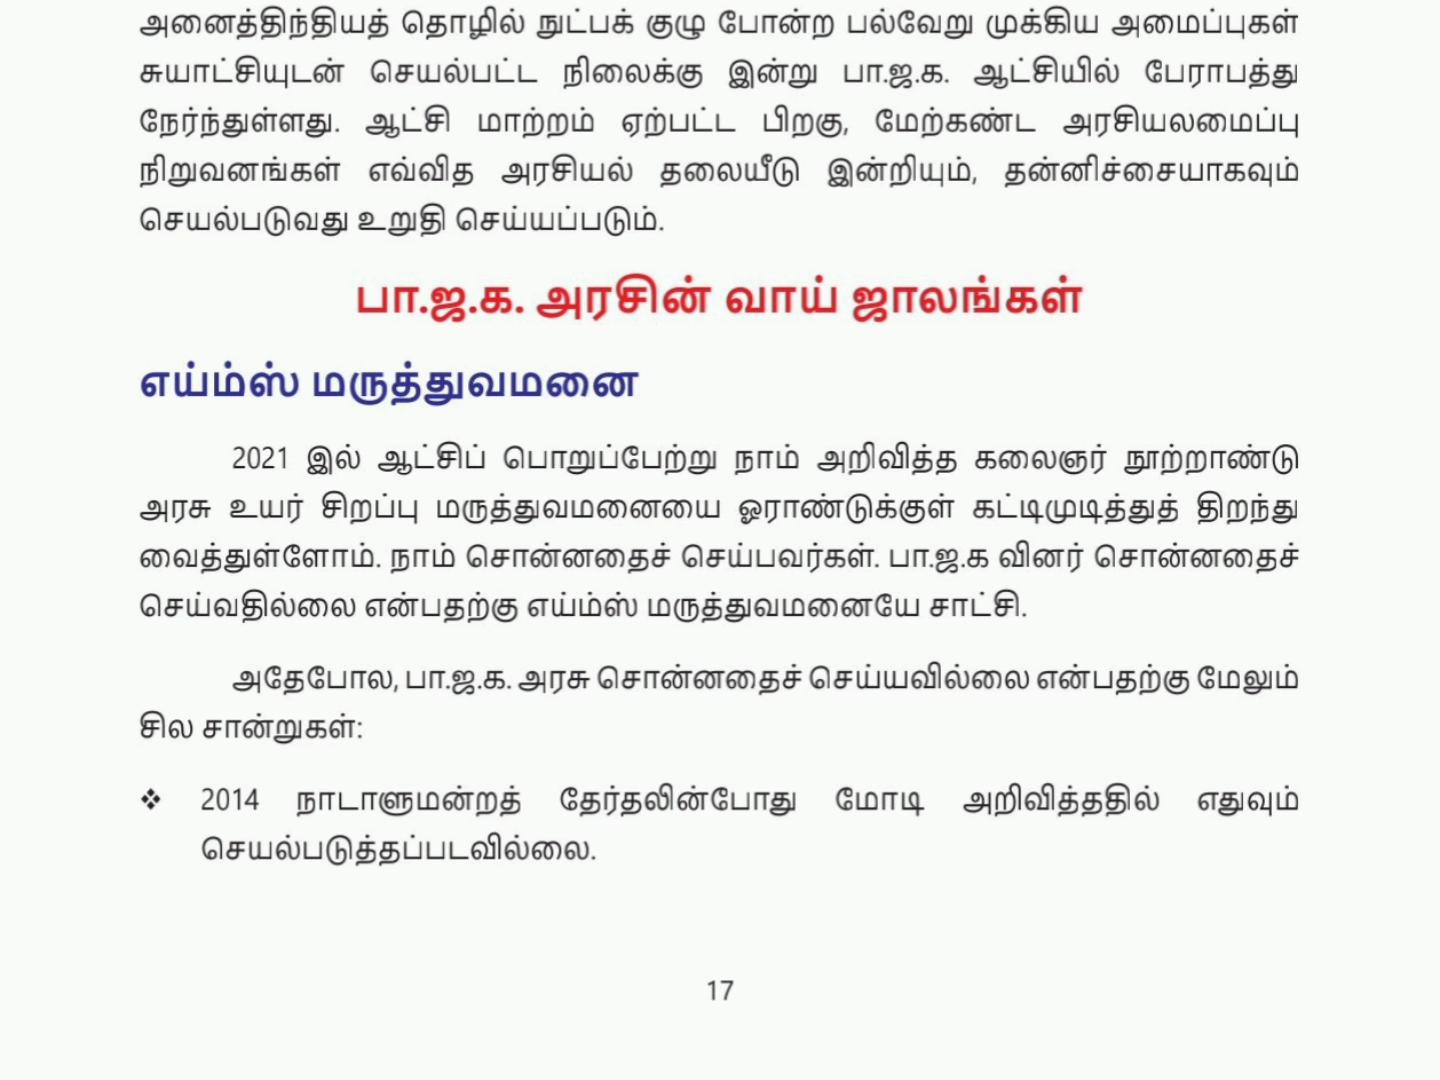 அனைத்திந்தியத் தொழில் நுட்பக் குழு போன்ற பல்வேறு முக்கிய அமைப்புகள்
சுயாட்சியுடன் செயல்பட்ட நிலைக்கு இன்று பா.ஜ.க. ஆட்சியில் பேராபத்து
நேர்ந்துள்ளது. ஆட்சி மாற்றம் ஏற்பட்ட பிறகு, மேற்கண்ட அரசியலமைப்பு
நிறுவனங்கள் எவ்வித அரசியல் தலையீடு இன்றியும், தன்னிச்சையாகவும்
செயல்படுவது உறுதி செய்யப்படும்.
பா.ஜ.க. அரசின் வாய் ஜாலங்கள்
எய்ம்ஸ் மருத்துவமனை
2021 இல் ஆட்சிப் பொறுப்பேற்று நாம் அறிவித்த கலைஞர் நூற்றாண்டு
அரசு உயர் சிறப்பு மருத்துவமனையை ஓராண்டுக்குள் கட்டிமுடித்துத் திறந்து
வைத்துள்ளோம். நாம் சொன்னதைச் செய்பவர்கள். பா.ஜ.க வினர் சொன்னதைச்
செய்வதில்லை என்பதற்கு எய்ம்ஸ் மருத்துவமனையே சாட்சி.
அதேபோல, பா.ஜ.க. அரசு சொன்னதைச் செய்யவில்லை என்பதற்கு மேலும்
சில சான்றுகள்:
❖ 2014 நாடாளுமன்றத் தேர்தலின்போது மோடி அறிவித்ததில் எதுவும்
செயல்படுத்தப்படவில்லை.
17